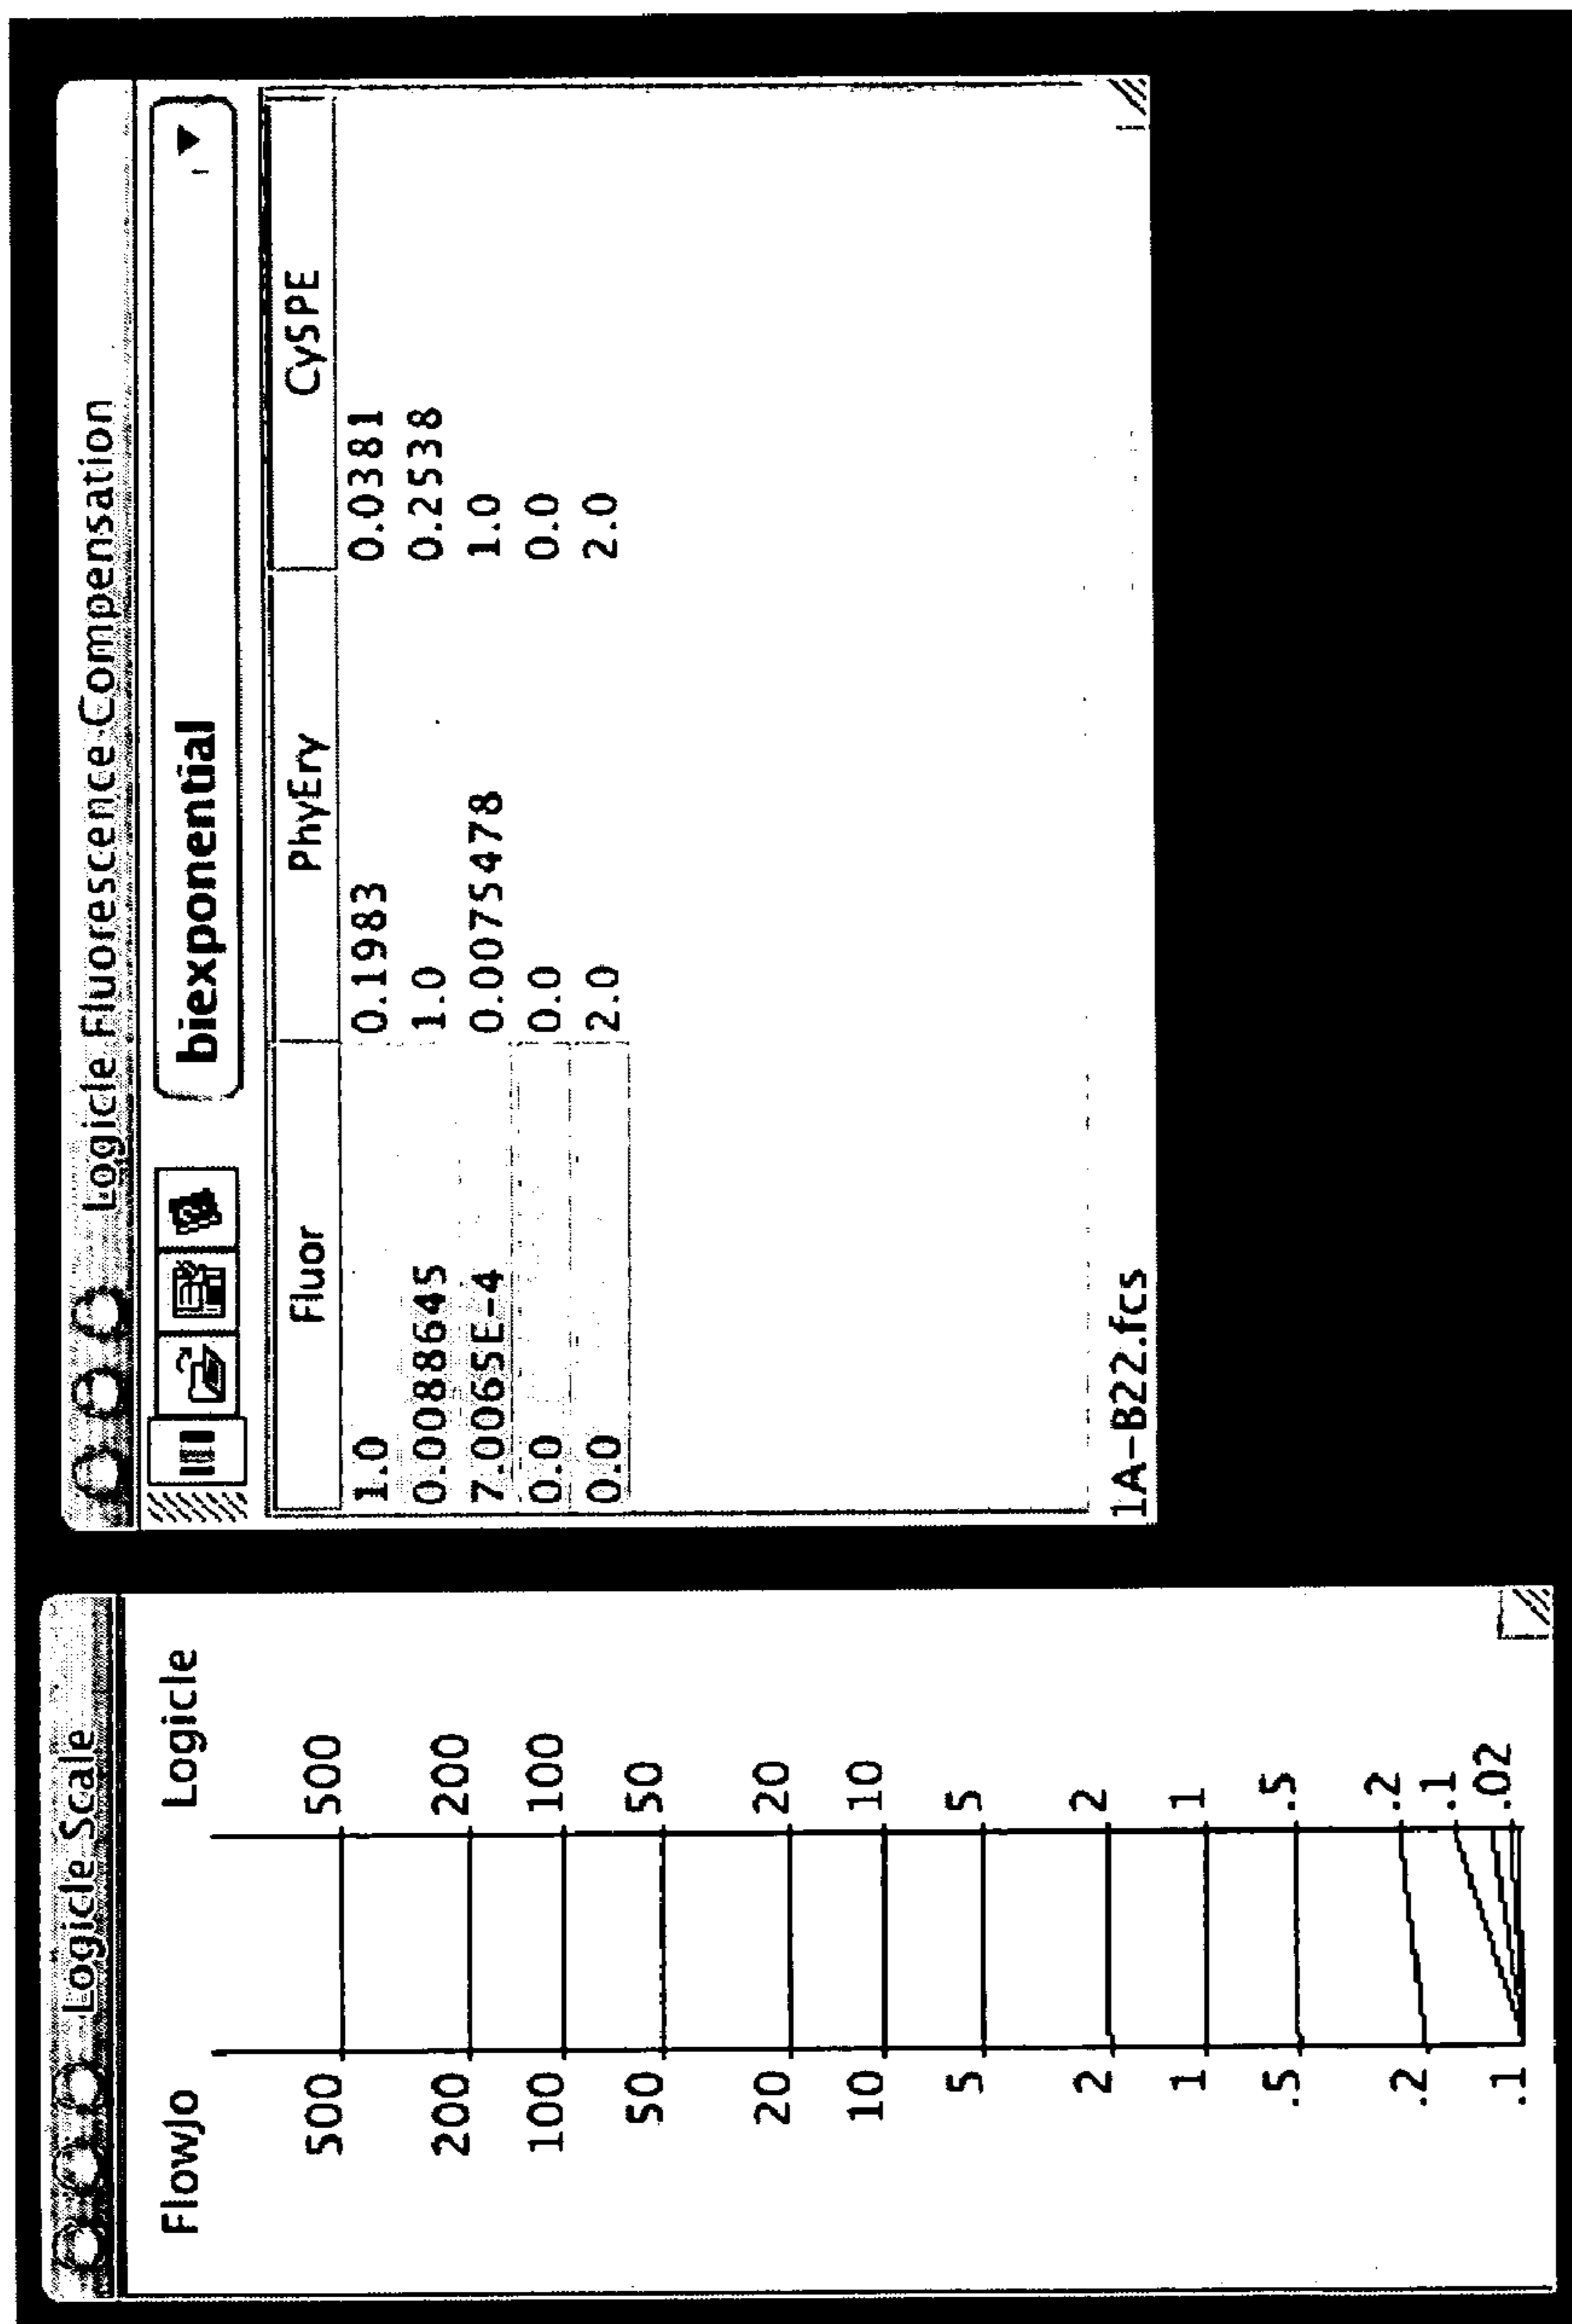 Logicle Scale
FlowJo Logicle
500 500
200 200
100 100
50 50
20 20
10 10
5 5
2 2
1 1
.5 .5
.2 .2
.1
.1 .02
Logicle Fluorescence Compensation
biexponential
Fluor PhyEry Cy5PE
1.0 0.1983 0.0381
0.0088645 1.0 0.2538
7.0065E-4 0.0075478 1.0
0.0 0.0 0.0
0.0 2.0 2.0
1A-B22.fcs